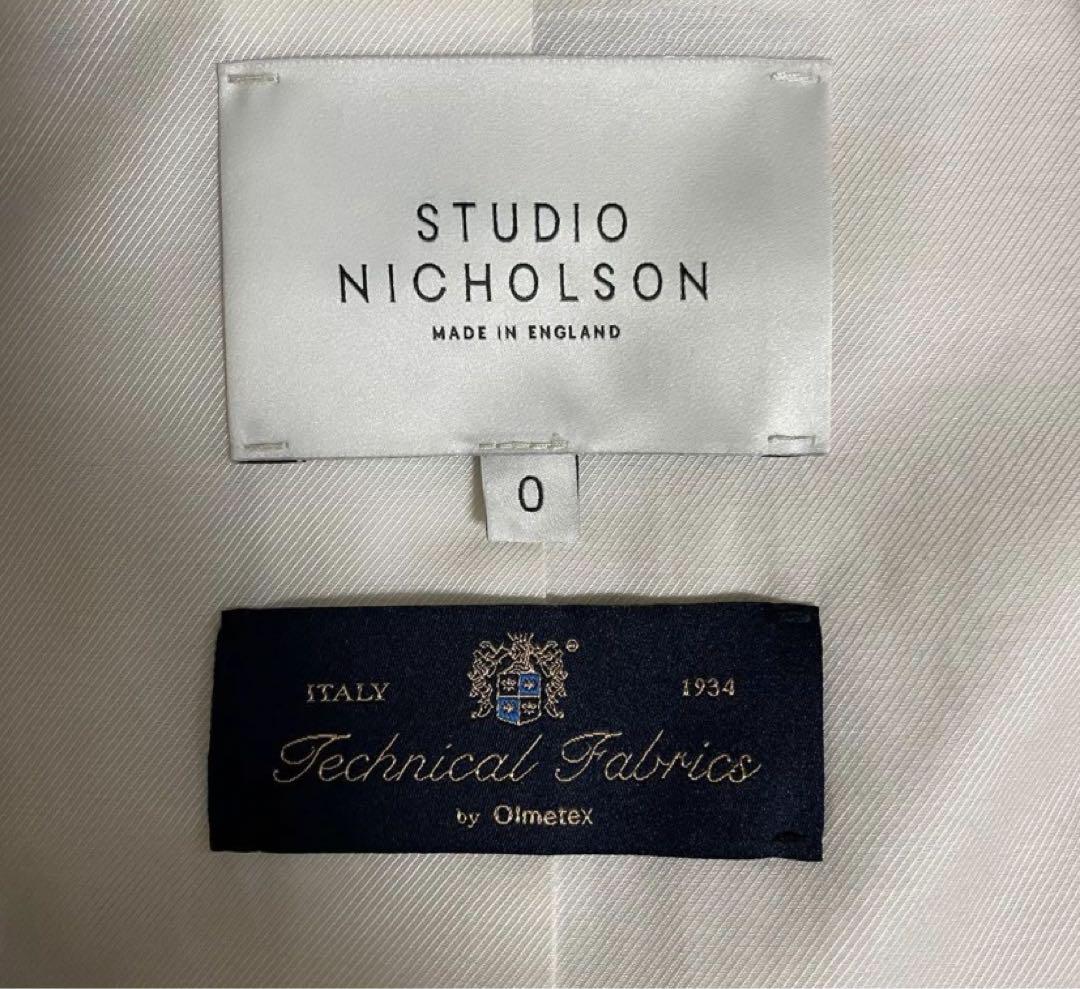 STUDIO
NICHOLSON
MADE IN ENGLAND
0
ITALY 1934
Technical Fabrics
by Olmetex